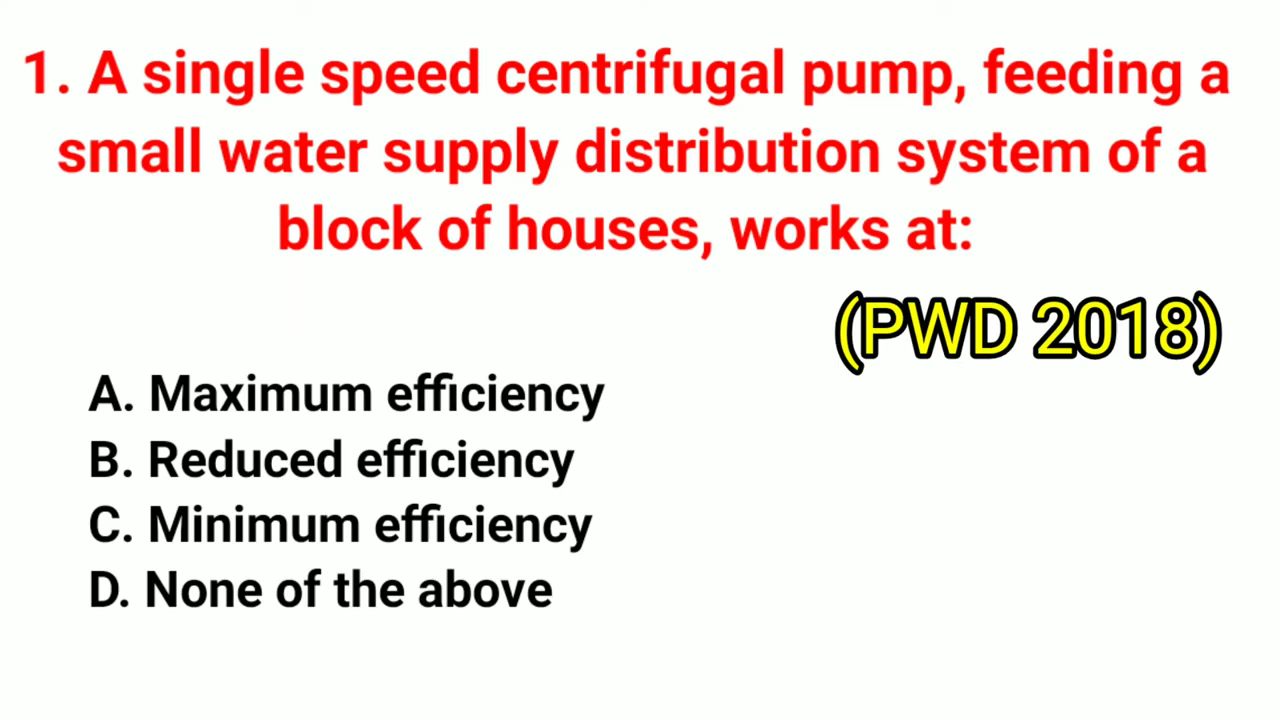 1. A single speed centrifugal pump, feeding a
small water supply distribution system of a
block of houses, works at:
(PWD 2018)
A. Maximum efficiency
B. Reduced efficiency
C. Minimum efficiency
D. None of the above